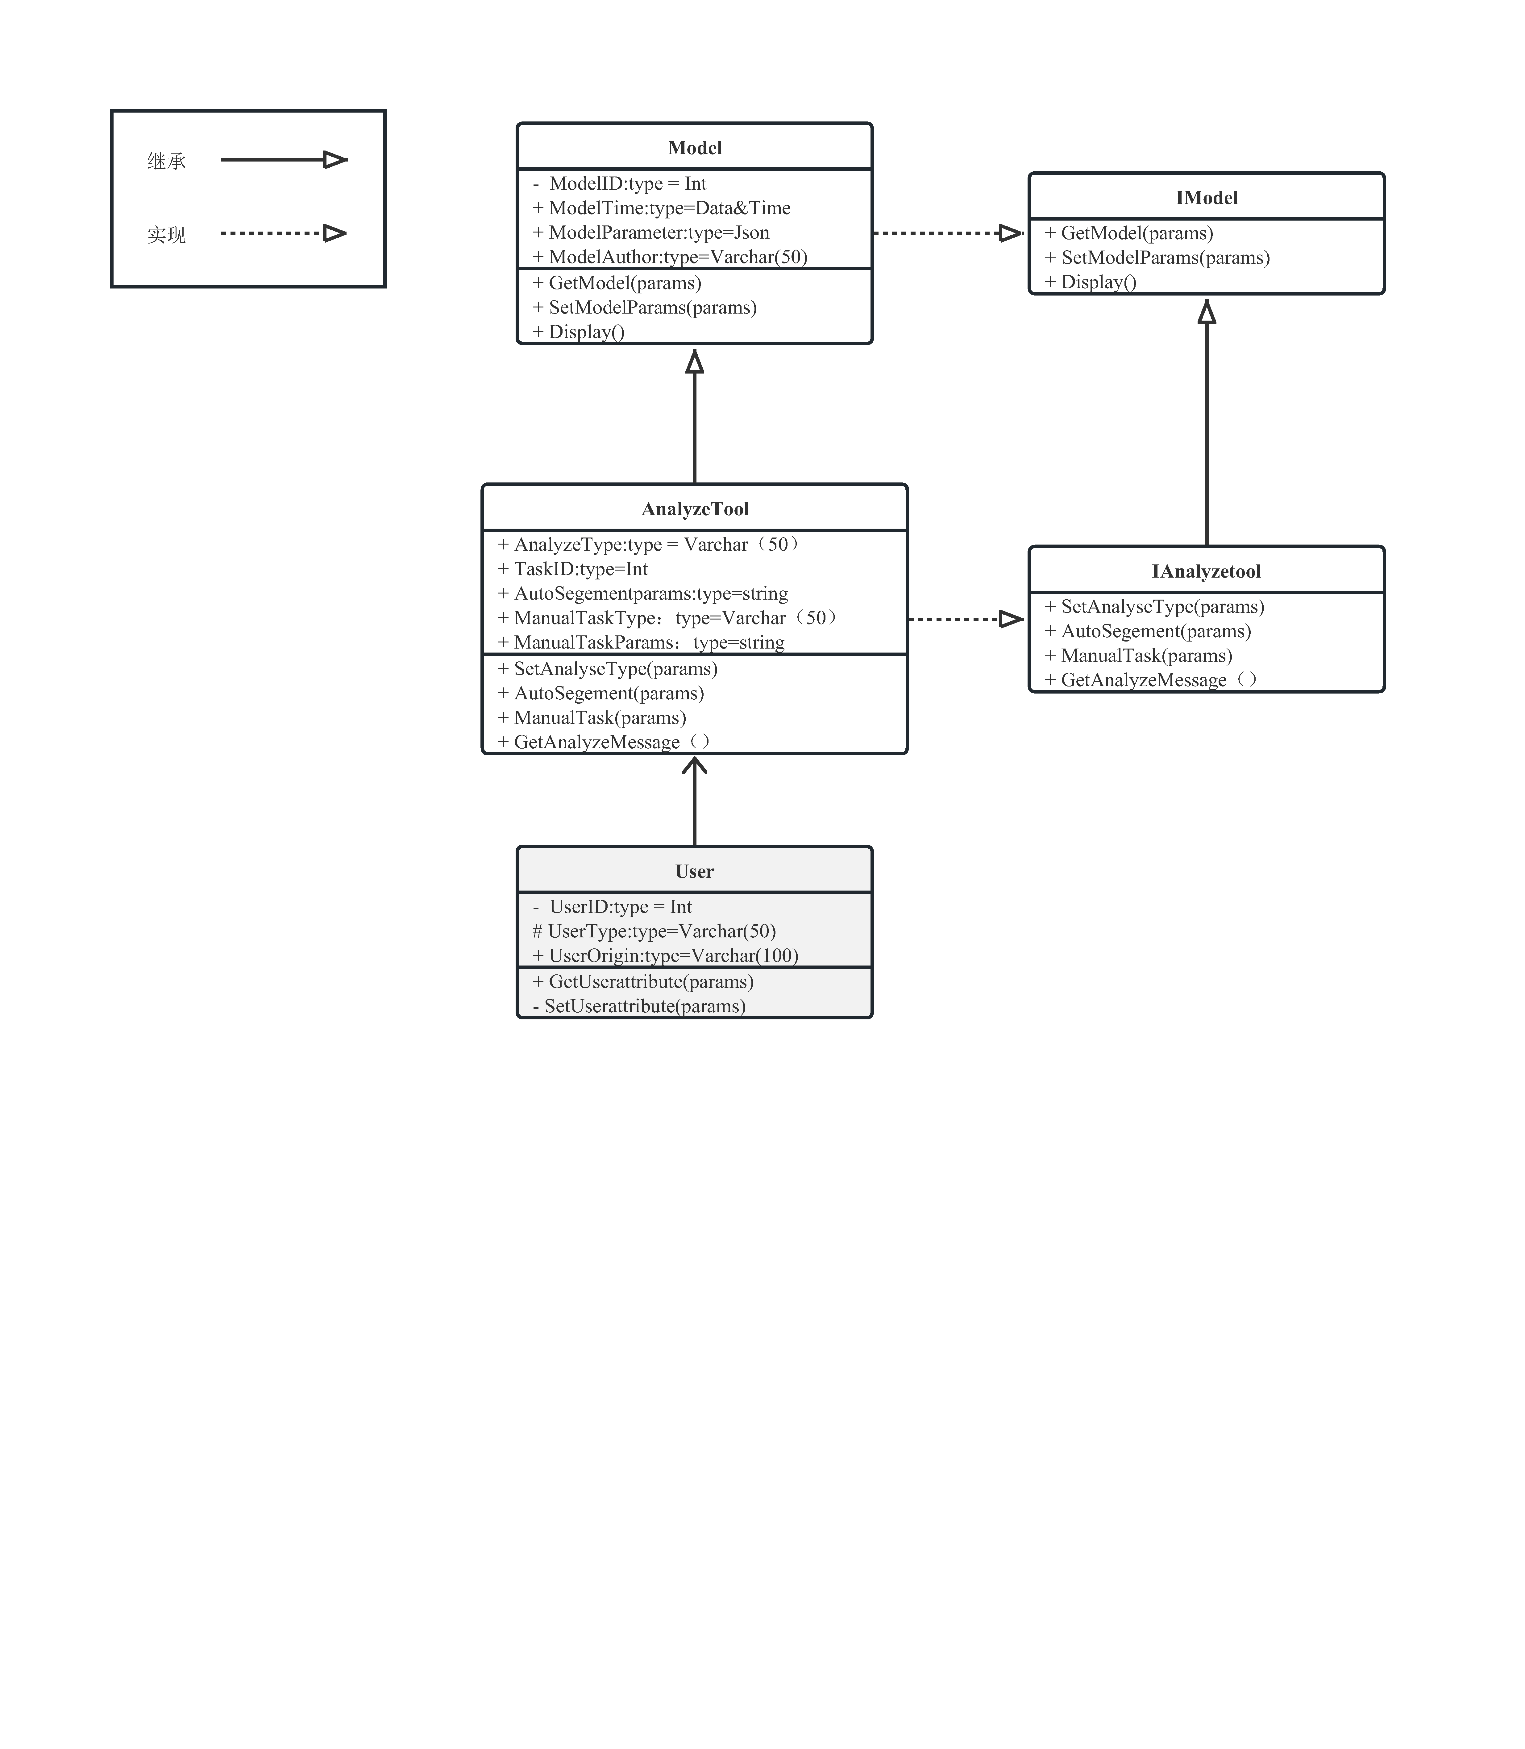 继承
实现
Model
-  ModelID:type = Int
+ ModelTime:type=Data&Time
+ ModelParameter:type=Json
+ ModelAuthor:type=Varchar(50)
+ GetModel(params)
+ SetModelParams(params)
+ Display()
IModel
+ GetModel(params)
+ SetModelParams(params)
+ Display()
AnalyzeTool
+ AnalyzeType:type = Varchar（50）
+ TaskID:type=Int
+ AutoSegementparams:type=string
+ ManualTaskType：type=Varchar（50）
+ ManualTaskParams：type=string
+ SetAnalyseType(params)
+ AutoSegement(params)
+ ManualTask(params)
+ GetAnalyzeMessage（）
IAnalyzetool
+ SetAnalyseType(params)
+ AutoSegement(params)
+ ManualTask(params)
+ GetAnalyzeMessage（）
User
-  UserID:type = Int
# UserType:type=Varchar(50)
+ UserOrigin:type=Varchar(100)
+ GetUserattribute(params)
- SetUserattribute(params)